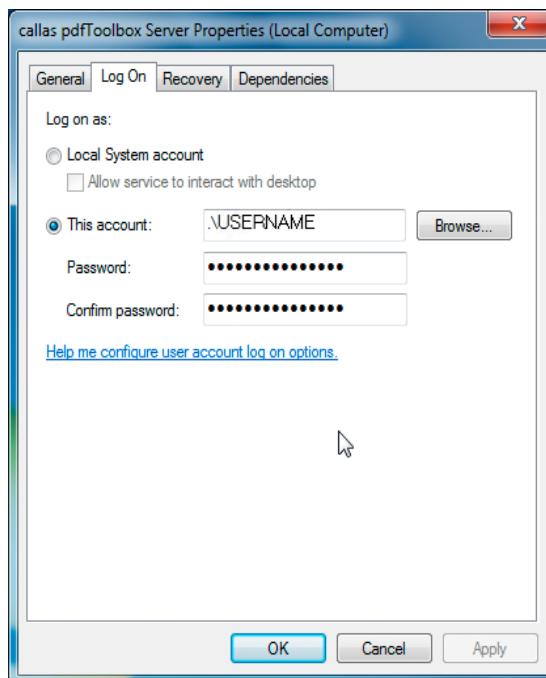 callas pdfToolbox Server Properties (Local Computer)
General Log On Recovery Dependencies
Log on as:
Local System account
Allow service to interact with desktop
This account: .\USERNAME Browse...
Password: •••••••••••••••
Confirm password: •••••••••••••••
Help me configure user account log on options.
OK Cancel Apply